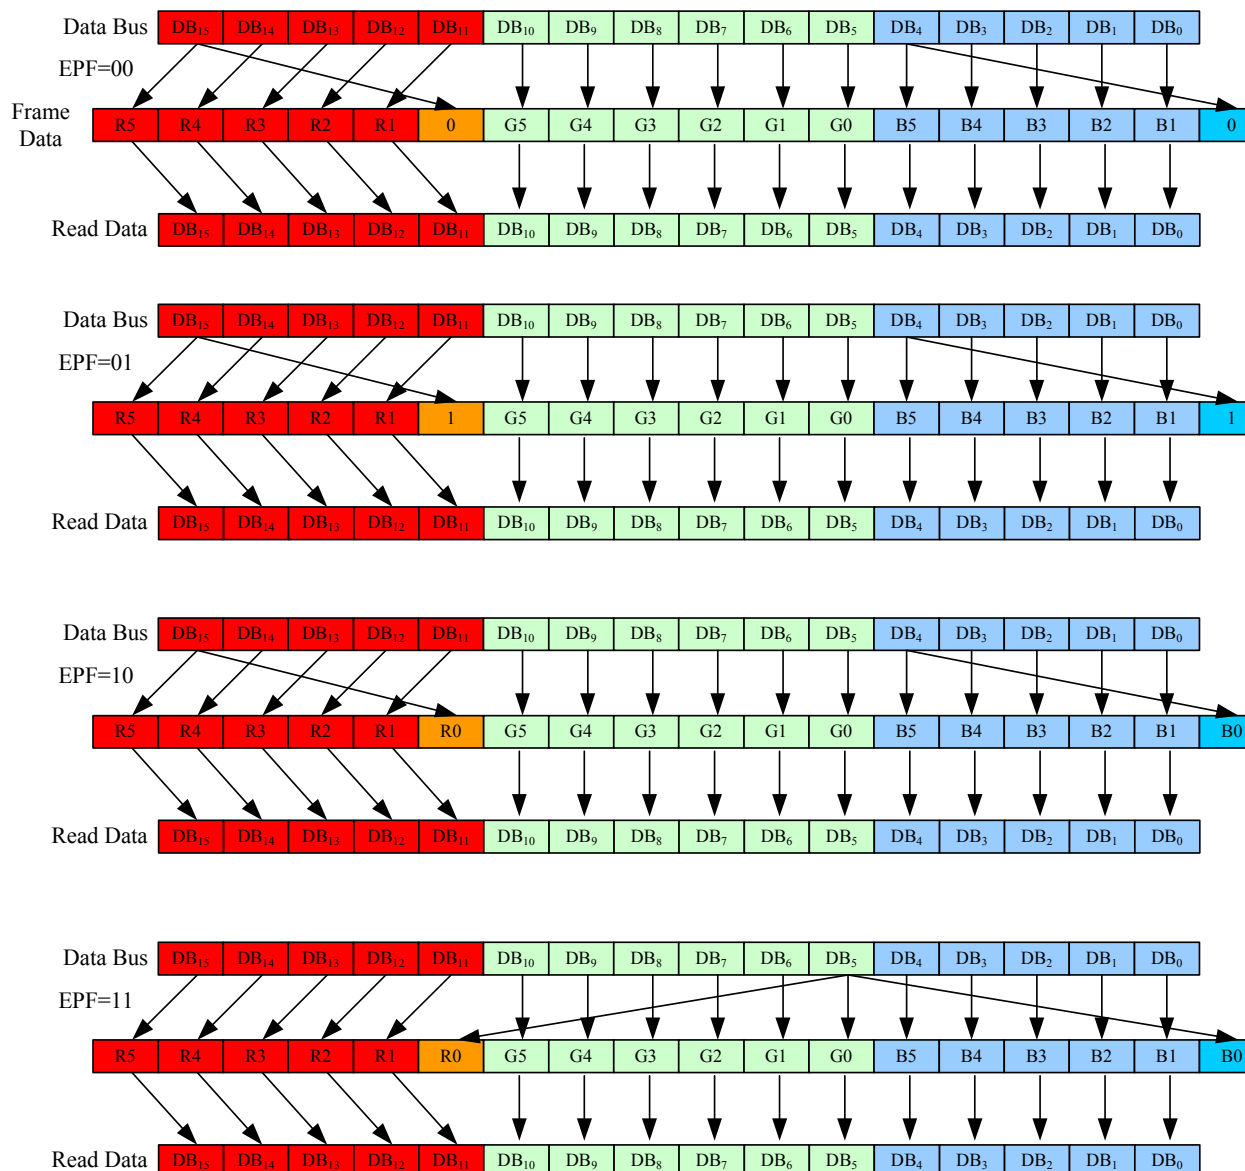 Data Bus DB15 DB14 DB13 DB12 DB11 DB10 DB9 DB8 DB7 DB6 DB5 DB4 DB3 DB2 DB1 DB0
EPF=00
Frame Data R5 R4 R3 R2 R1 0 G5 G4 G3 G2 G1 G0 B5 B4 B3 B2 B1 0
Read Data DB15 DB14 DB13 DB12 DB11 DB10 DB9 DB8 DB7 DB6 DB5 DB4 DB3 DB2 DB1 DB0
Data Bus DB15 DB14 DB13 DB12 DB11 DB10 DB9 DB8 DB7 DB6 DB5 DB4 DB3 DB2 DB1 DB0
EPF=01
R5 R4 R3 R2 R1 1 G5 G4 G3 G2 G1 G0 B5 B4 B3 B2 B1 1
Read Data DB15 DB14 DB13 DB12 DB11 DB10 DB9 DB8 DB7 DB6 DB5 DB4 DB3 DB2 DB1 DB0
Data Bus DB15 DB14 DB13 DB12 DB11 DB10 DB9 DB8 DB7 DB6 DB5 DB4 DB3 DB2 DB1 DB0
EPF=10
R5 R4 R3 R2 R1 R0 G5 G4 G3 G2 G1 G0 B5 B4 B3 B2 B1 B0
Read Data DB15 DB14 DB13 DB12 DB11 DB10 DB9 DB8 DB7 DB6 DB5 DB4 DB3 DB2 DB1 DB0
Data Bus DB15 DB14 DB13 DB12 DB11 DB10 DB9 DB8 DB7 DB6 DB5 DB4 DB3 DB2 DB1 DB0
EPF=11
R5 R4 R3 R2 R1 R0 G5 G4 G3 G2 G1 G0 B5 B4 B3 B2 B1 B0
Read Data DB15 DB14 DB13 DB12 DB11 DB10 DB9 DB8 DB7 DB6 DB5 DB4 DB3 DB2 DB1 DB0